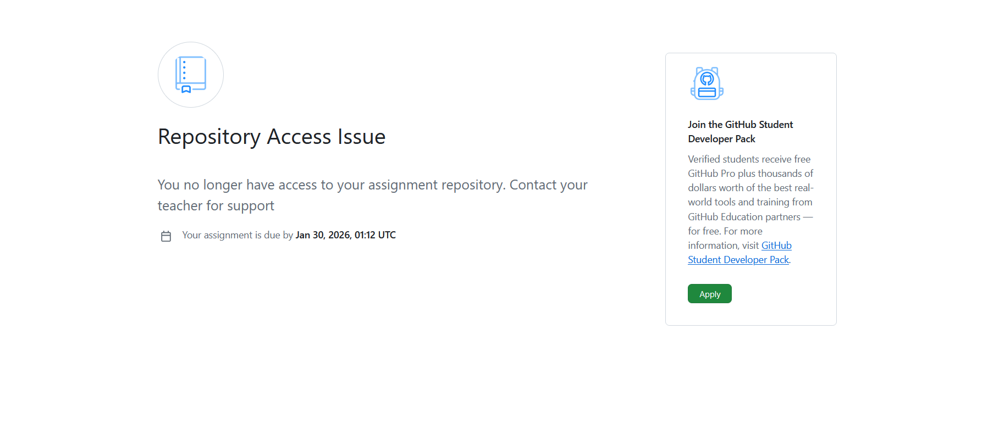 Repository Access Issue
You no longer have access to your assignment repository. Contact your
teacher for support
Your assignment is due by Jan 30, 2026, 01:12 UTC
Join the GitHub Student
Developer Pack
Verified students receive free
GitHub Pro plus thousands of
dollars worth of the best real-
world tools and training from
GitHub Education partners —
for free. For more
information, visit GitHub
Student Developer Pack.
Apply